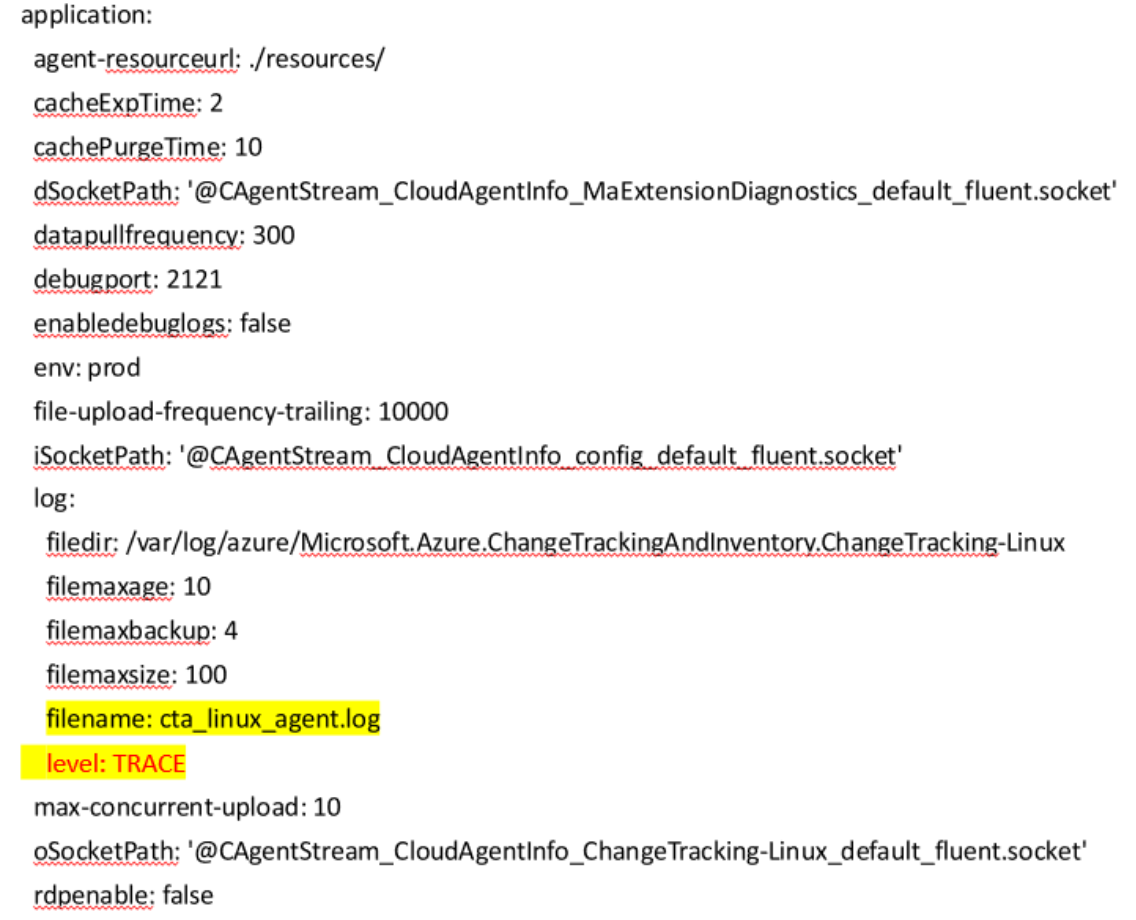 application:
agent-resourceurl: ./resources/
cacheExpTime: 2
cachePurgeTime: 10
dSocketPath: '@CAgentStream_CloudAgentInfo_MaExtensionDiagnostics_default_fluent.socket'
datapullfrequency: 300
debugport: 2121
enabledebuglogs: false
env: prod
file-upload-frequency-trailing: 10000
iSocketPath: '@CAgentStream_CloudAgentInfo_config_default_fluent.socket'
log:
filedir: /var/log/azure/Microsoft.Azure.ChangeTrackingAndInventory.ChangeTracking-Linux
filemaxage: 10
filemaxbackup: 4
filemaxsize: 100
filename: cta_linux_agent.log
level: TRACE
max-concurrent-upload: 10
oSocketPath: '@CAgentStream_CloudAgentInfo_ChangeTracking-Linux_default_fluent.socket'
rdpenable: false